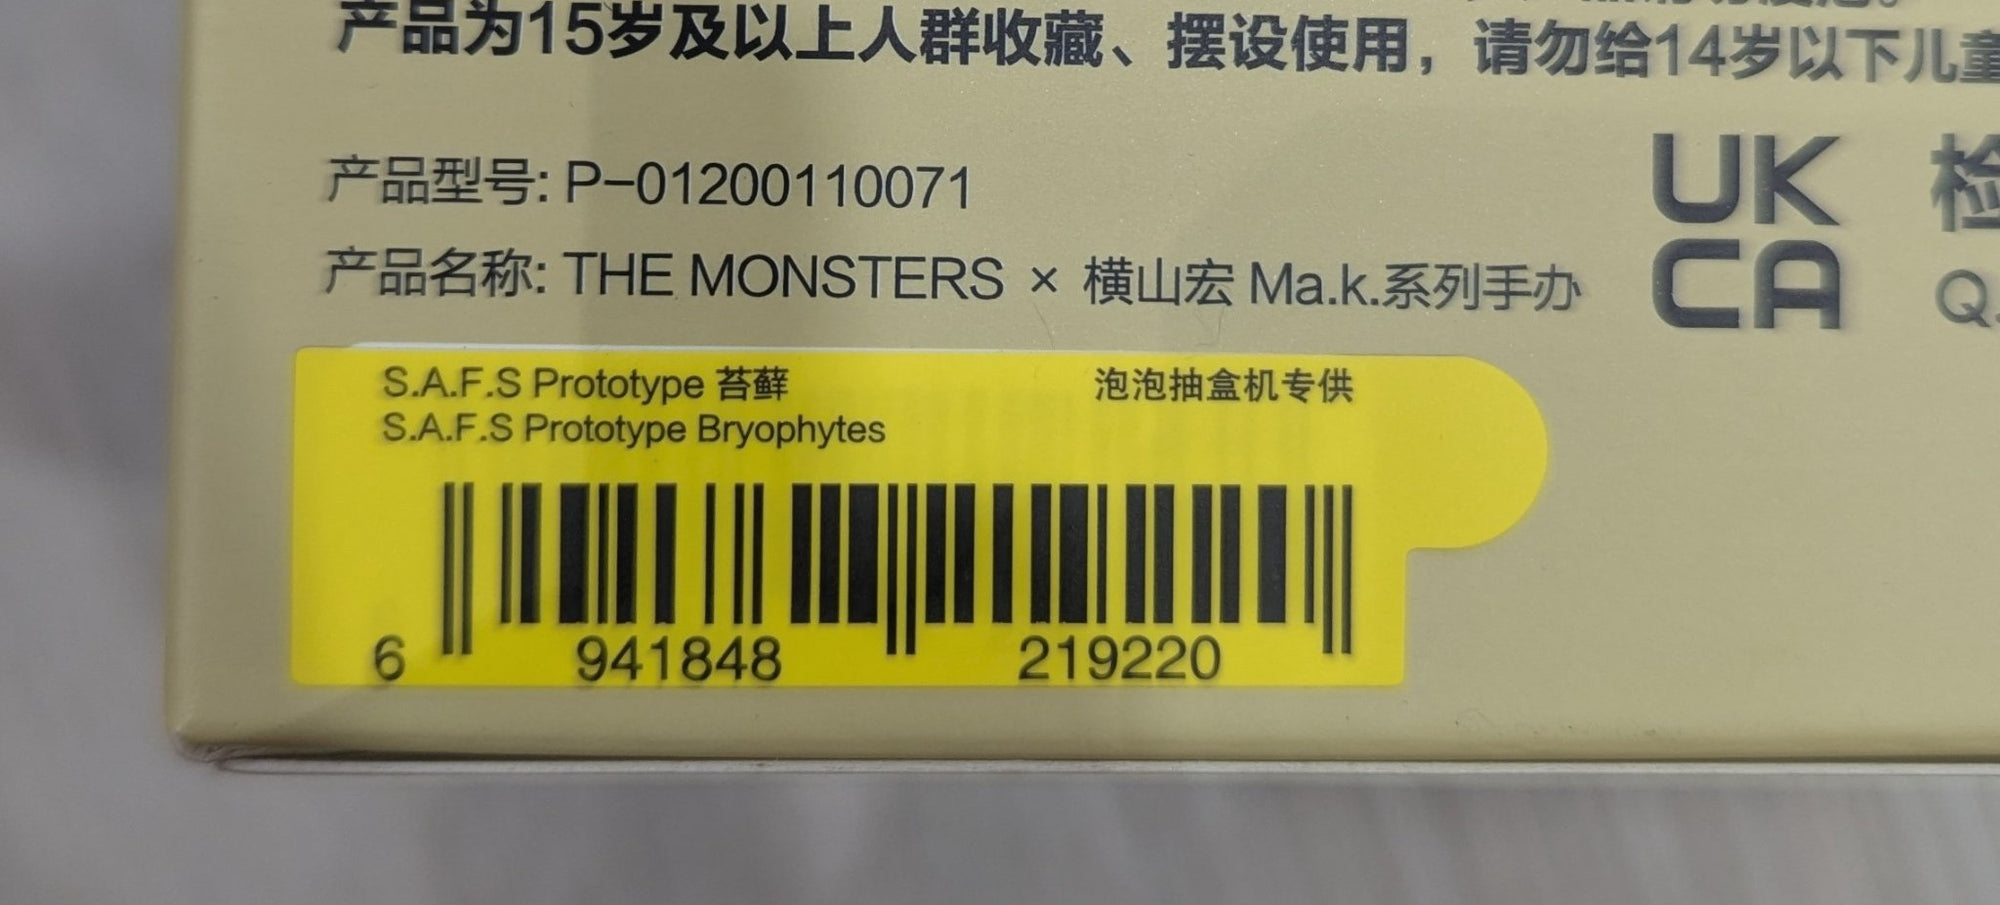 产品为15岁及以上人群收藏、摆设使用，请勿给14岁以下儿童
产品型号: P-01200110071
产品名称: THE MONSTERS × 横山宏 Ma.k.系列手办
UK
CA
检
Q.
S.A.F.S Prototype 苔藓
泡泡抽盒机专供
S.A.F.S Prototype Bryophytes
6 941848 219220